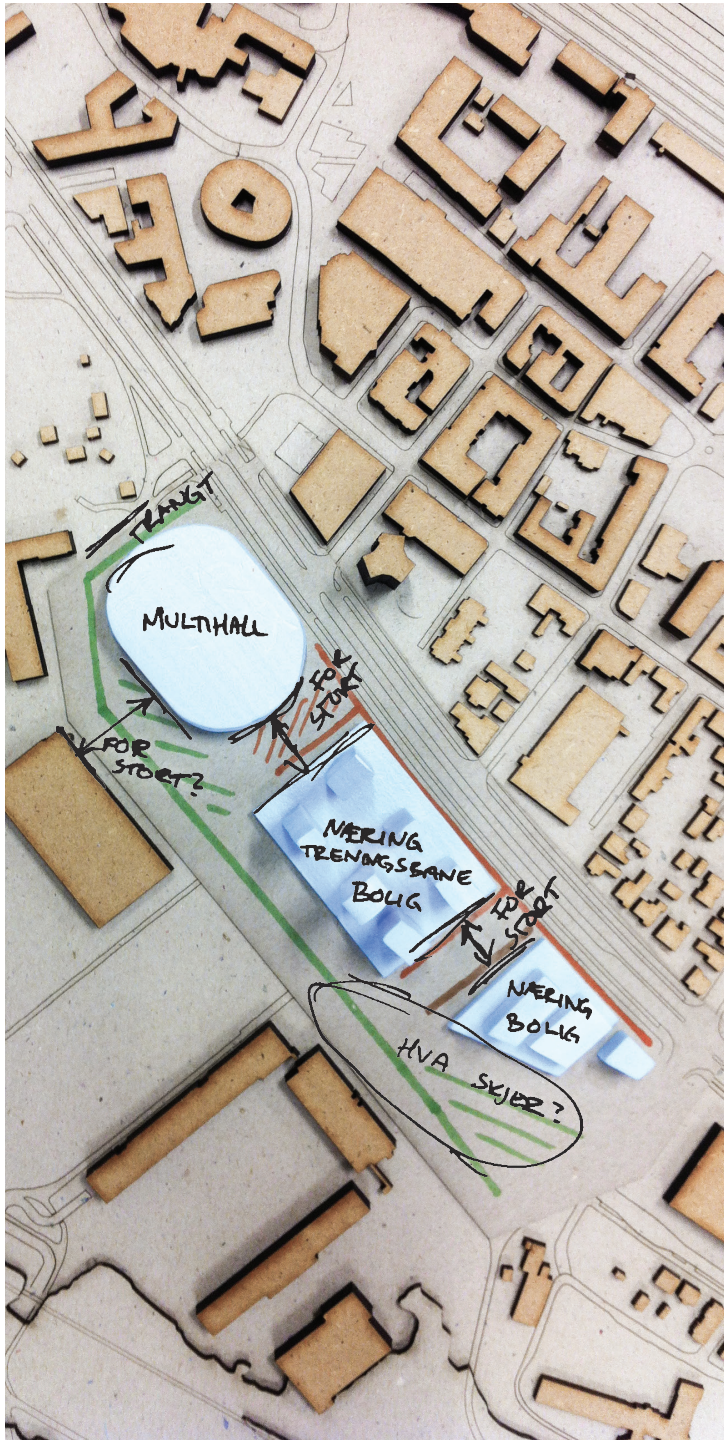 TRANGT
MULTIHALL
FOR
STORT
FOR
STORT?
NÆRING
TRENINGSBANE
BOLIG
FOR
STORT
NÆRING
BOLIG
HVA SKJER?